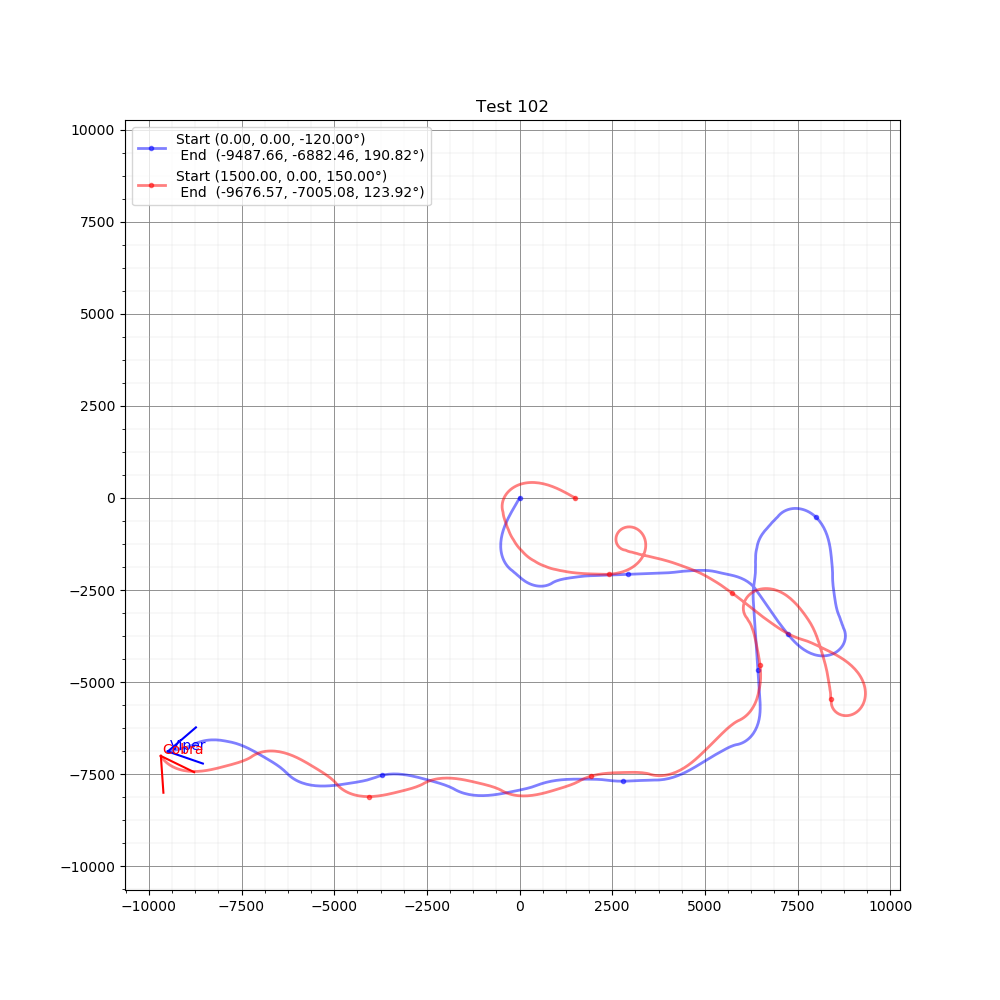 Test 102
Start (0.00, 0.00, -120.00°)
End (-9487.66, -6882.46, 190.82°)
Start (1500.00, 0.00, 150.00°)
End (-9676.57, -7005.08, 123.92°)
10000
7500
5000
2500
0
−2500
−5000
−7500
−10000
viper
cobra
−10000 −7500 −5000 −2500 0 2500 5000 7500 10000